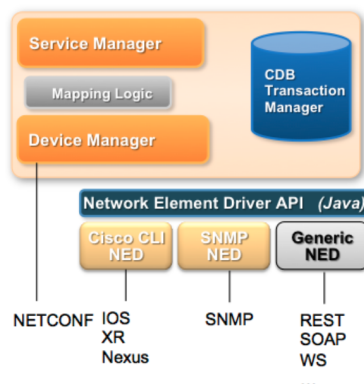 Service Manager
Mapping Logic
Device Manager
CDB
Transaction
Manager
Network Element Driver API (Java)
Cisco CLI
NED
SNMP
NED
Generic
NED
NETCONF
IOS
XR
Nexus
SNMP
REST
SOAP
WS
...